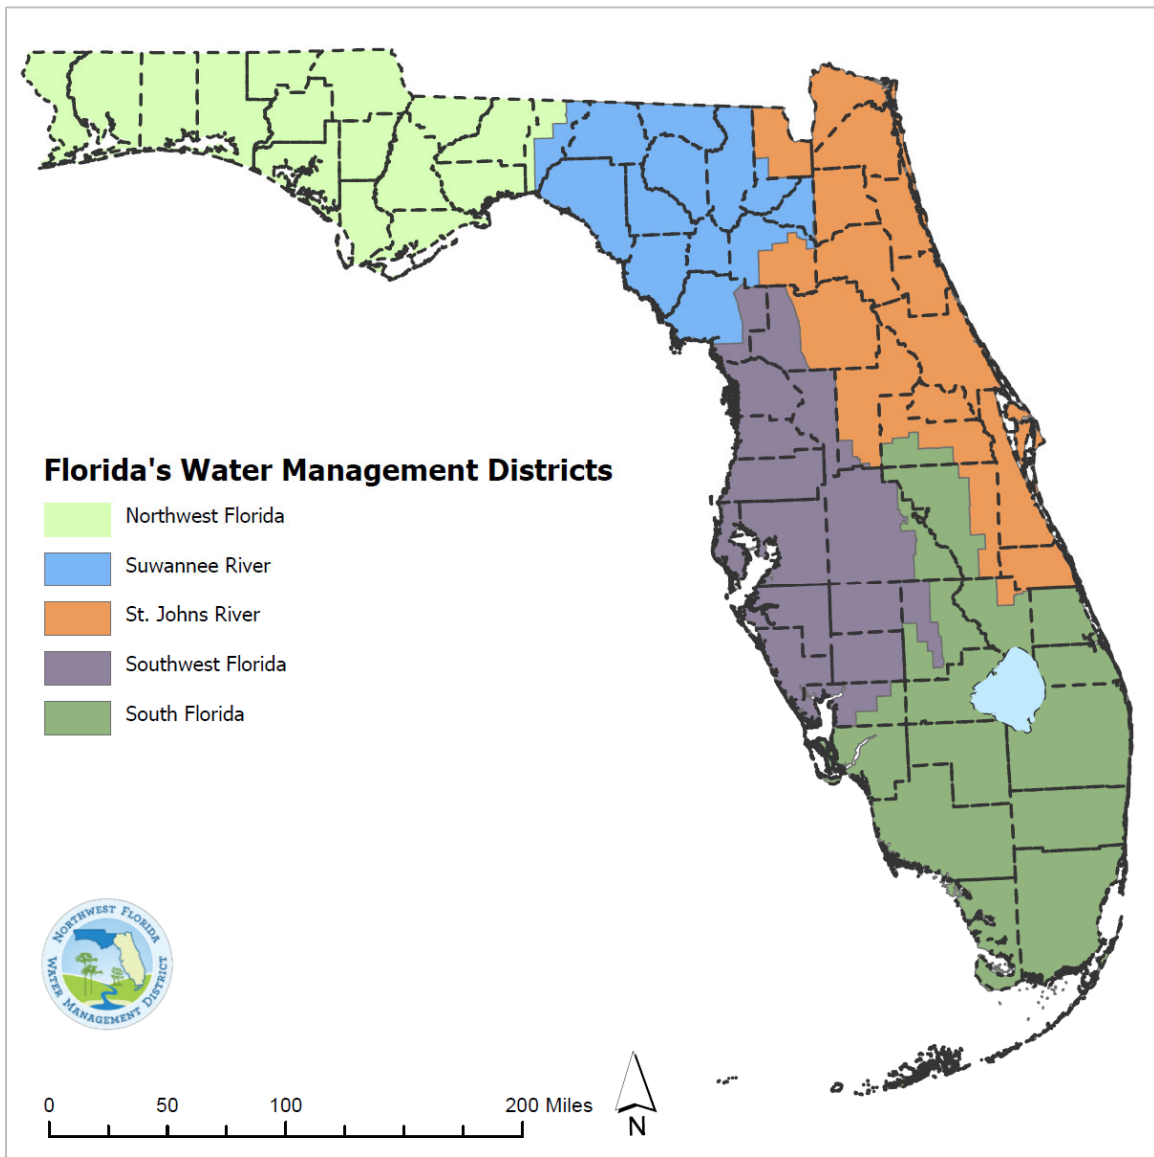 Florida's Water Management Districts
Northwest Florida
Suwannee River
St. Johns River
Southwest Florida
South Florida
NORTHWEST FLORIDA
WATER MANAGEMENT DISTRICT
0 50 100 200 Miles
N